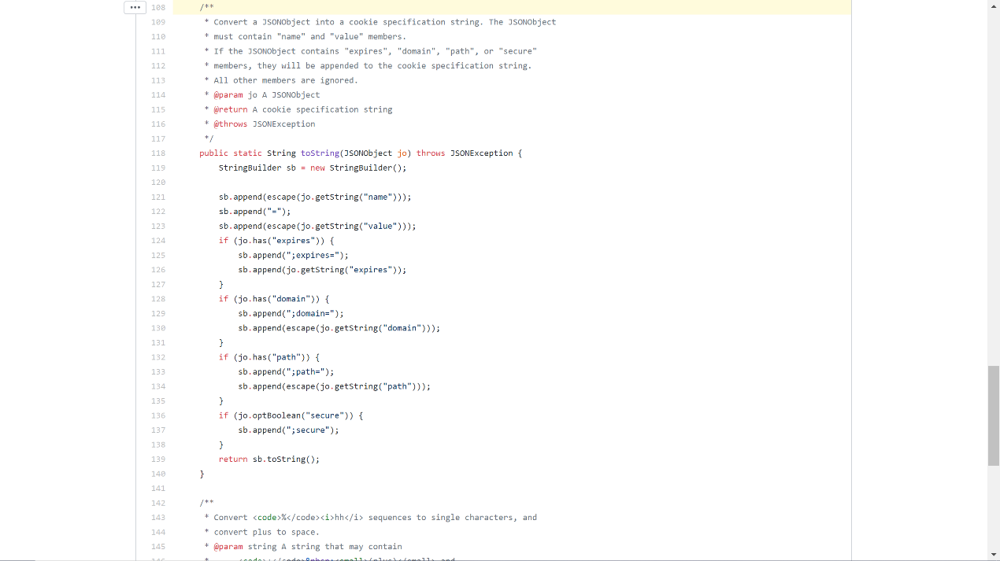 108 /**
109 * Convert a JSONObject into a cookie specification string. The JSONObject
110 * must contain "name" and "value" members.
111 * If the JSONObject contains "expires", "domain", "path", or "secure"
112 * members, they will be appended to the cookie specification string.
113 * All other members are ignored.
114 * @param jo A JSONObject
115 * @return A cookie specification string
116 * @throws JSONException
117 */
118 public static String toString(JSONObject jo) throws JSONException {
119 StringBuilder sb = new StringBuilder();
120
121 sb.append(escape(jo.getString("name")));
122 sb.append("=");
123 sb.append(escape(jo.getString("value")));
124 if (jo.has("expires")) {
125 sb.append(";expires=");
126 sb.append(jo.getString("expires"));
127 }
128 if (jo.has("domain")) {
129 sb.append(";domain=");
130 sb.append(escape(jo.getString("domain")));
131 }
132 if (jo.has("path")) {
133 sb.append(";path=");
134 sb.append(escape(jo.getString("path")));
135 }
136 if (jo.optBoolean("secure")) {
137 sb.append(";secure");
138 }
139 return sb.toString();
140 }
141
142 /**
143 * Convert <code>%</code><i>hh</i> sequences to single characters, and
144 * convert plus to space.
145 * @param string A string that may contain